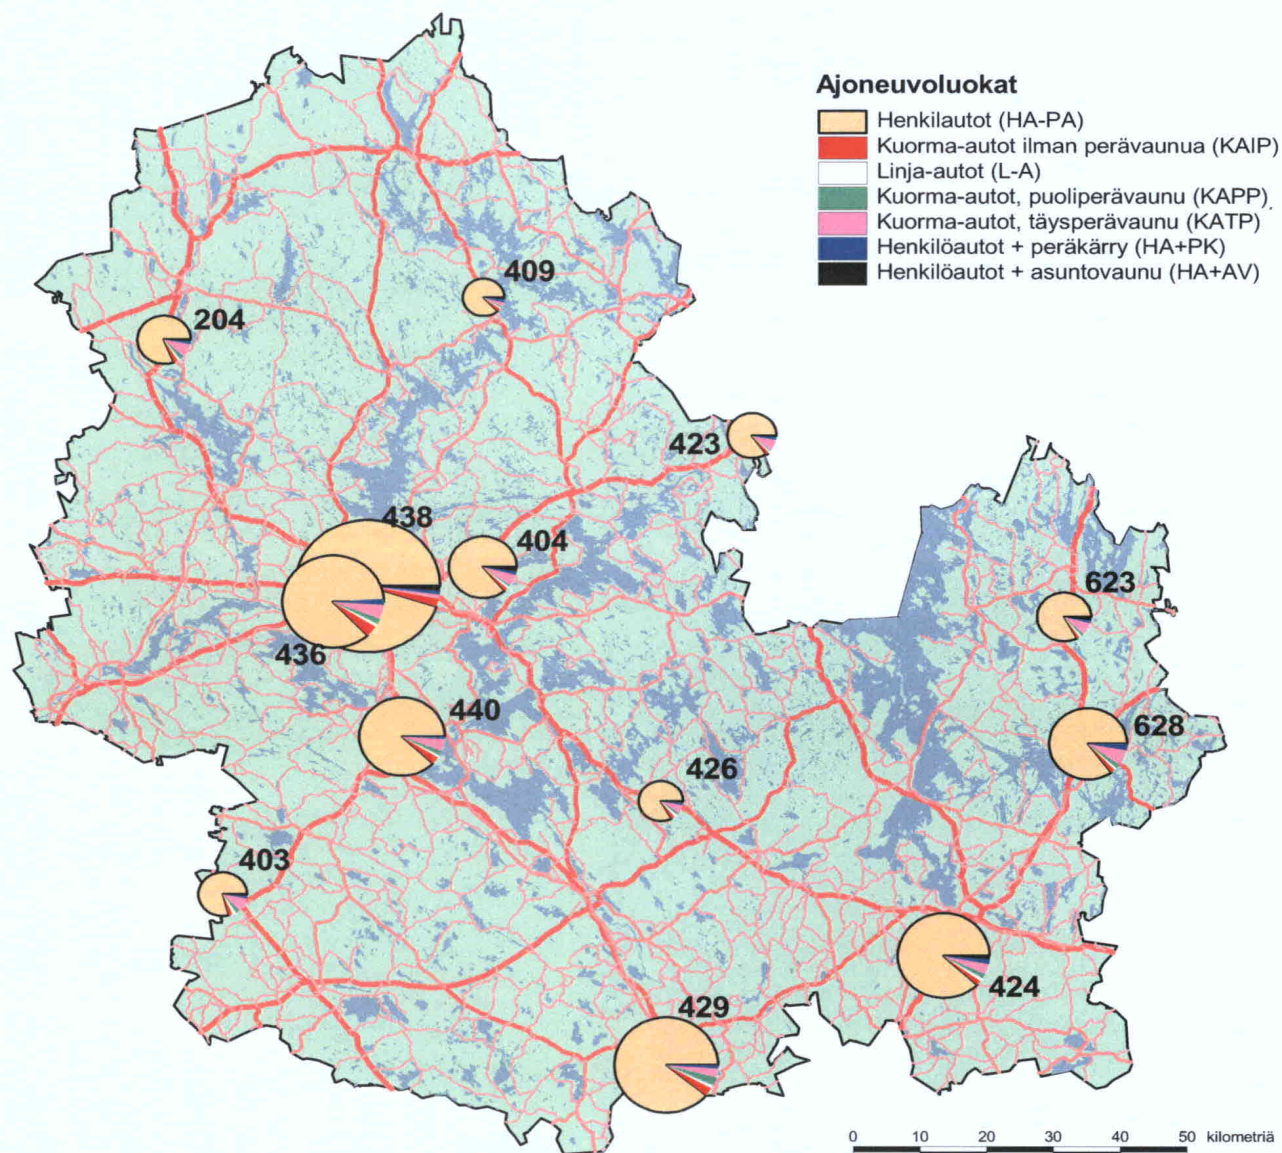 Ajoneuvoluokat
Henkilautot (HA-PA)
Kuorma-autot ilman perävaunua (KAIP)
Linja-autot (L-A)
Kuorma-autot, puoliperävaunu (KAPP)
Kuorma-autot, täysperävaunu (KATP)
Henkilöautot + peräkärry (HA+PK)
Henkilöautot + asuntovaunu (HA+AV)
409
204
423
438
404
623
436
440
628
426
403
424
429
0 10 20 30 40 50 kilometriä